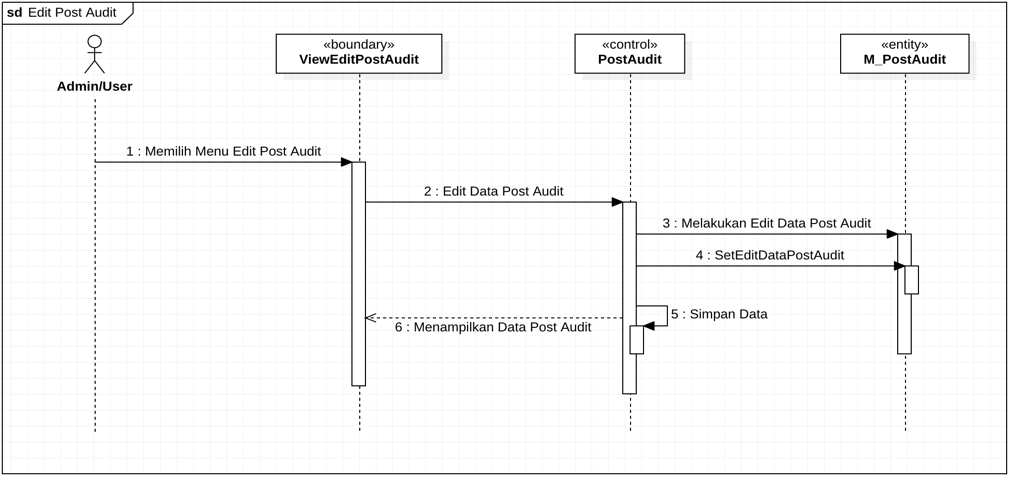 sd Edit Post Audit
Admin/User
«boundary»
ViewEditPostAudit
«control»
PostAudit
«entity»
M_PostAudit
1 : Memilih Menu Edit Post Audit
2 : Edit Data Post Audit
3 : Melakukan Edit Data Post Audit
4 : SetEditDataPostAudit
5 : Simpan Data
6 : Menampilkan Data Post Audit